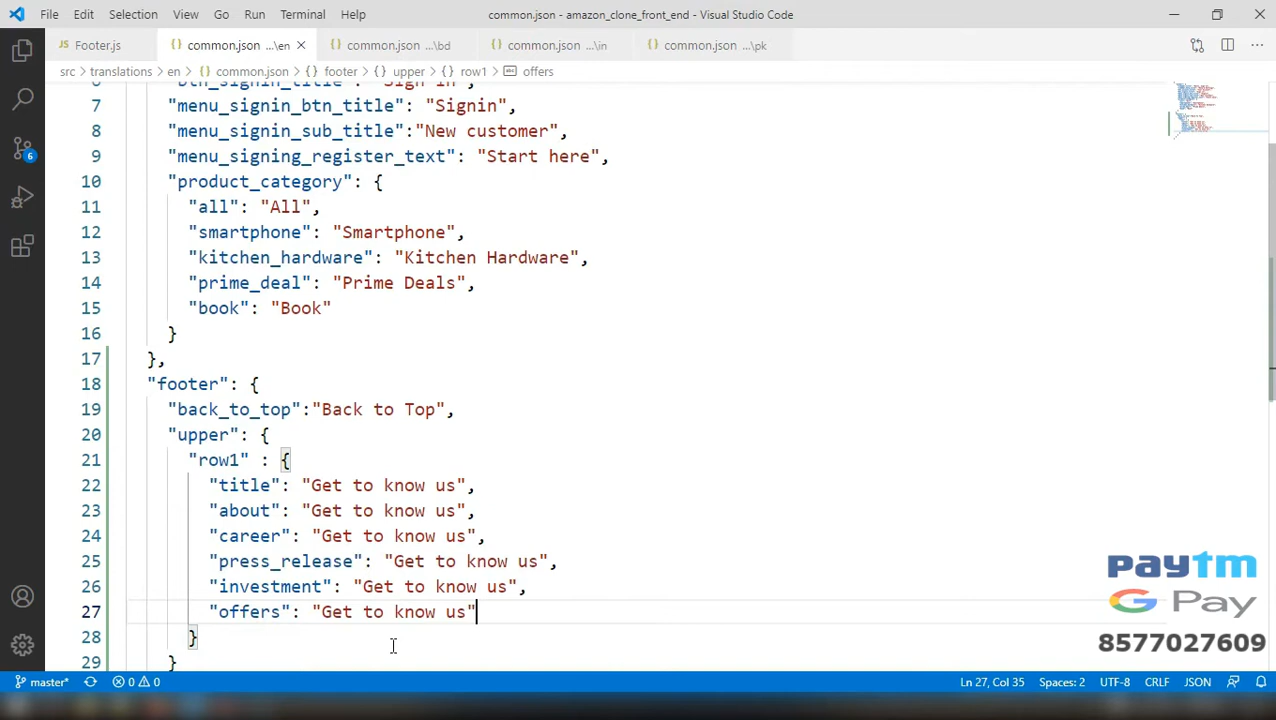 File Edit Selection View Go Run Terminal Help common.json - amazon_clone_front_end - Visual Studio Code
Footer.js common.json ...\en common.json ...\bd common.json ...\in common.json ...\pk
src > translations > en > {} common.json > {} footer > {} upper > {} row1 > offers
6 "btn_signin_title": "Sign in",
7 "menu_signin_btn_title": "Signin",
8 "menu_signin_sub_title":"New customer",
9 "menu_signing_register_text": "Start here",
10 "product_category": {
11 "all": "All",
12 "smartphone": "Smartphone",
13 "kitchen_hardware": "Kitchen Hardware",
14 "prime_deal": "Prime Deals",
15 "book": "Book"
16 }
17 },
18 "footer": {
19 "back_to_top":"Back to Top",
20 "upper": {
21 "row1" : {
22 "title": "Get to know us",
23 "about": "Get to know us",
24 "career": "Get to know us",
25 "press_release": "Get to know us",
26 "investment": "Get to know us",
27 "offers": "Get to know us"
28 }
29 }
6
paytm
G Pay
8577027609
master* 0 0 Ln 27, Col 35 Spaces: 2 UTF-8 CRLF JSON